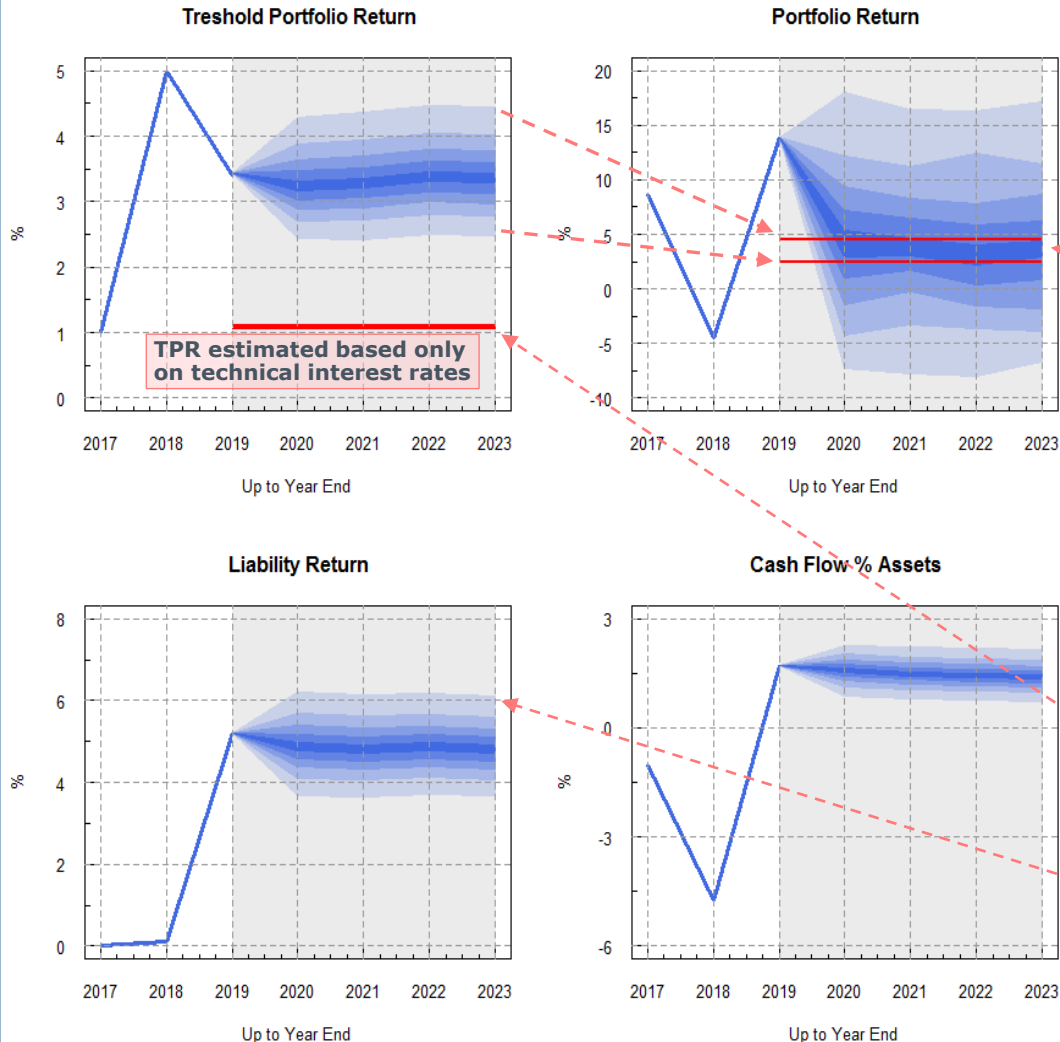 Treshold Portfolio Return
5
4
3
2
1
0
%
TPR estimated based only
on technical interest rates
2017 2018 2019 2020 2021 2022 2023
Up to Year End
Portfolio Return
20
15
10
5
0
-5
-10
%
2017 2018 2019 2020 2021 2022 2023
Up to Year End
Liability Return
8
6
4
2
0
%
2017 2018 2019 2020 2021 2022 2023
Up to Year End
Cash Flow % Assets
3
0
-3
-6
%
2017 2018 2019 2020 2021 2022 2023
Up to Year End